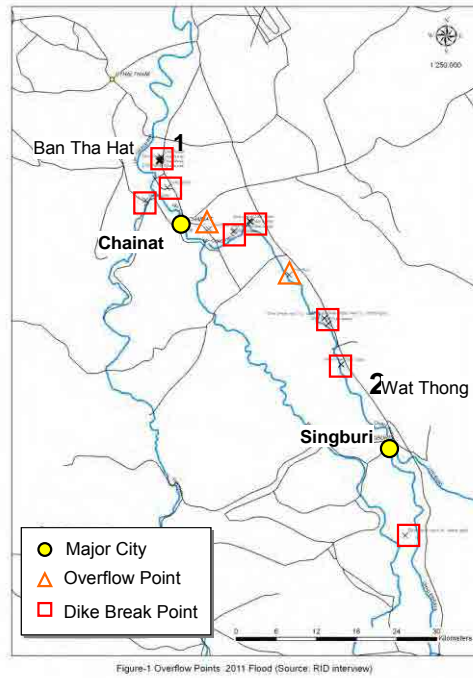 1:250,000
Ban Tha Hat
1
Chainat
2 Wat Thong
Singburi
Major City
Overflow Point
Dike Break Point
0 3 6 12 18 24 30
Kilometers
Figure-1 Overflow Points 2011 Flood (Source: RID interview)